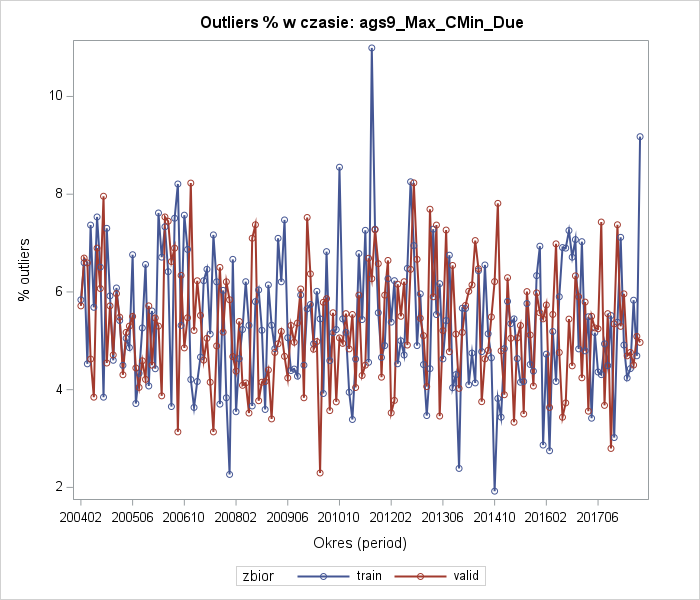 Outliers % w czasie: ags9_Max_CMin_Due
% outliers
10
8
6
4
2
200402 200506 200610 200802 200906 201010 201202 201306 201410 201602 201706
Okres (period)
zbior train valid